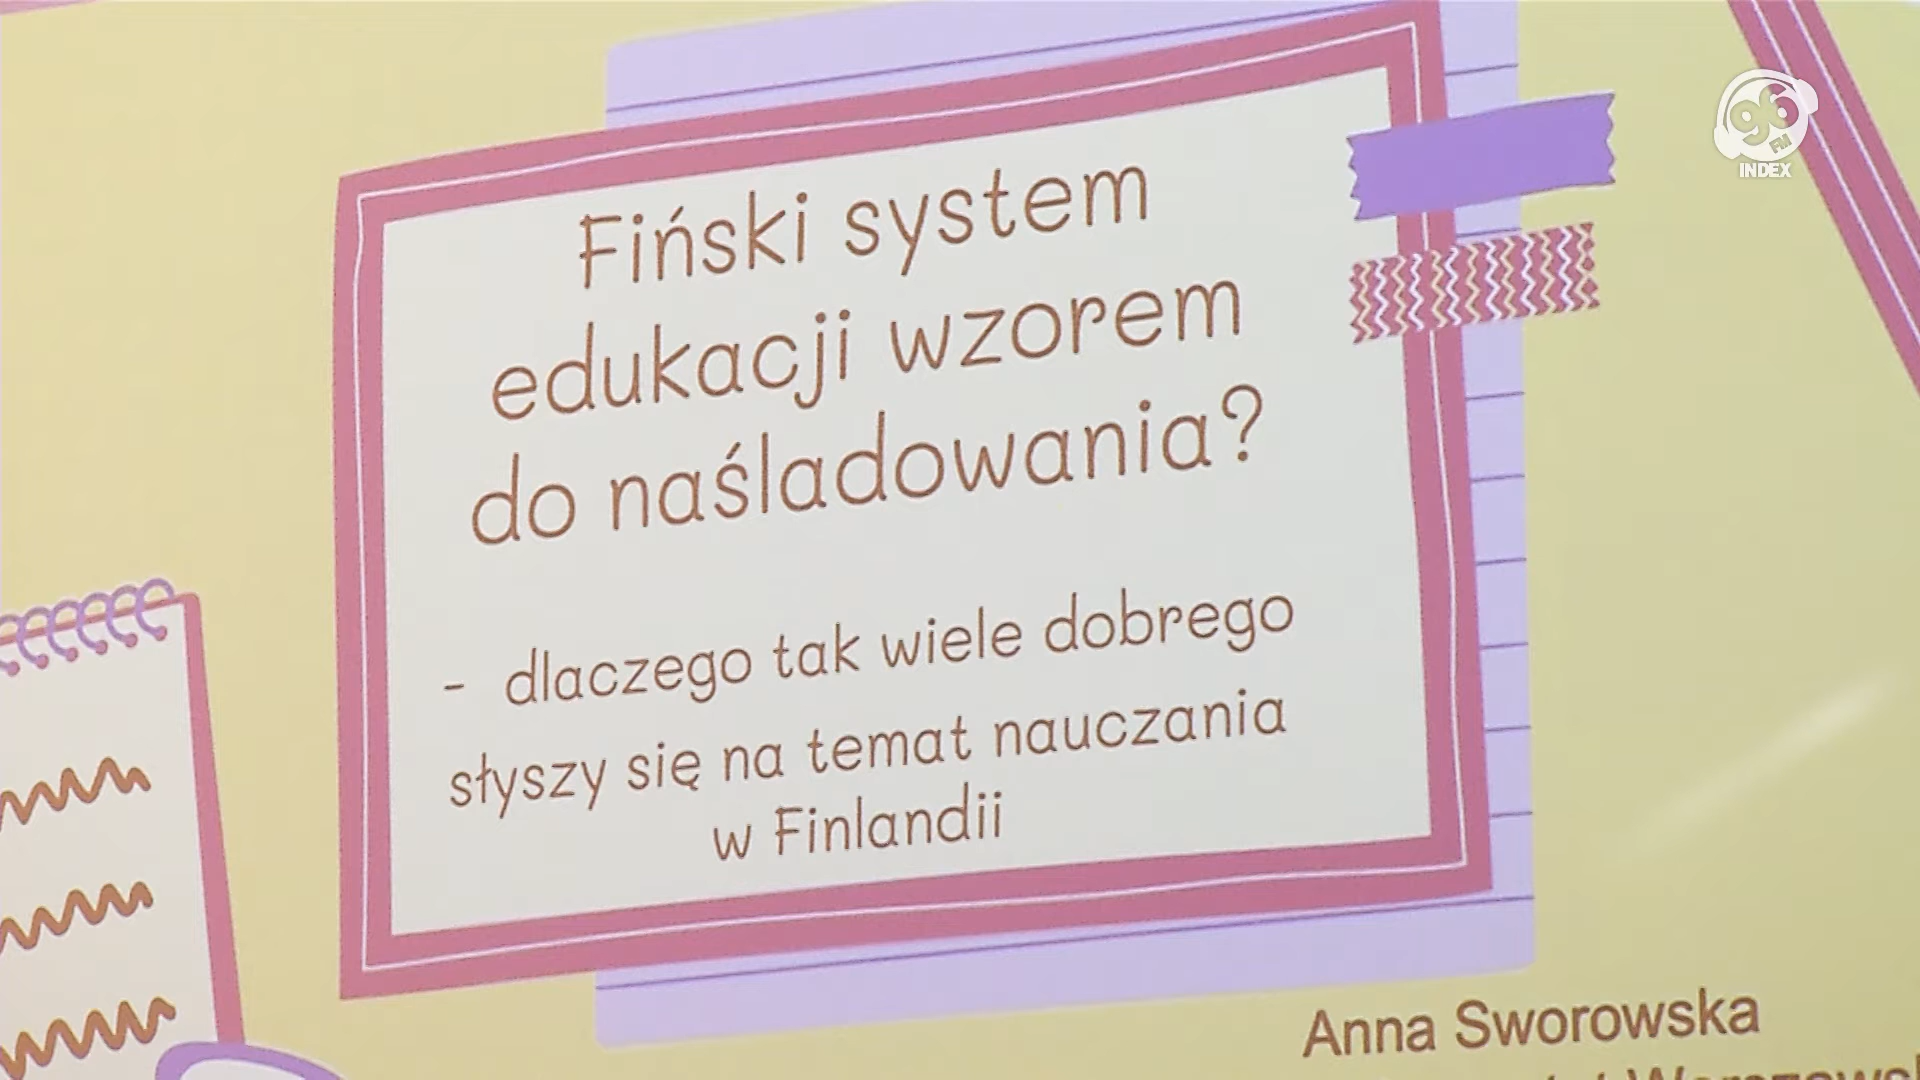 Fiński system
edukacji wzorem
do naśladowania?
- dlaczego tak wiele dobrego
słyszy się na temat nauczania
w Finlandii
Anna Sworowska
96
FM
INDEX